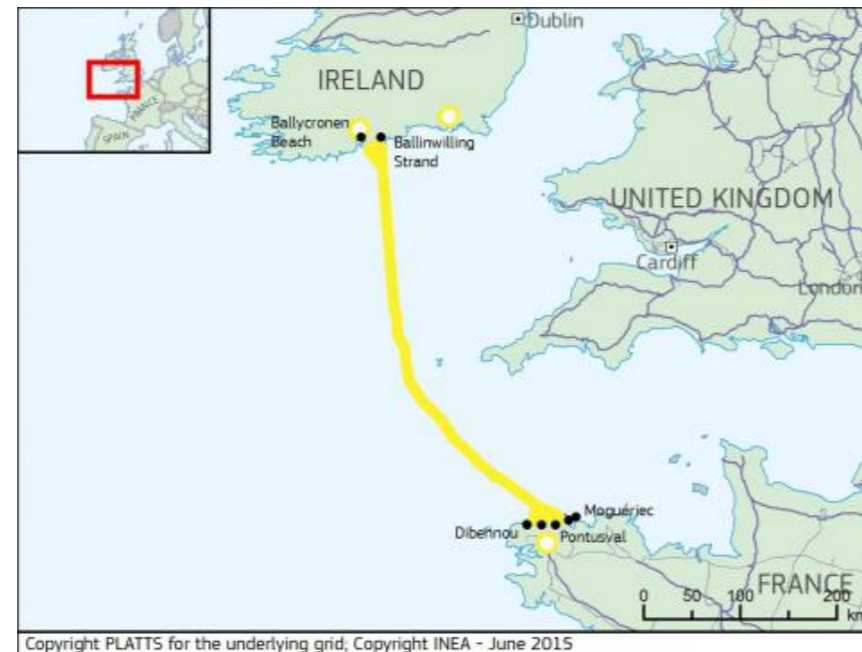 Dublin
IRELAND
Ballycronen
Beach
Ballinwilling
Strand
UNITED KINGDOM
Cardiff
London
FRANCE
SPAIN
Moguériec
Dibennou
Pontusval
FRANCE
0 50 100 200
km
Copyright PLATTS for the underlying grid; Copyright INEA - June 2015